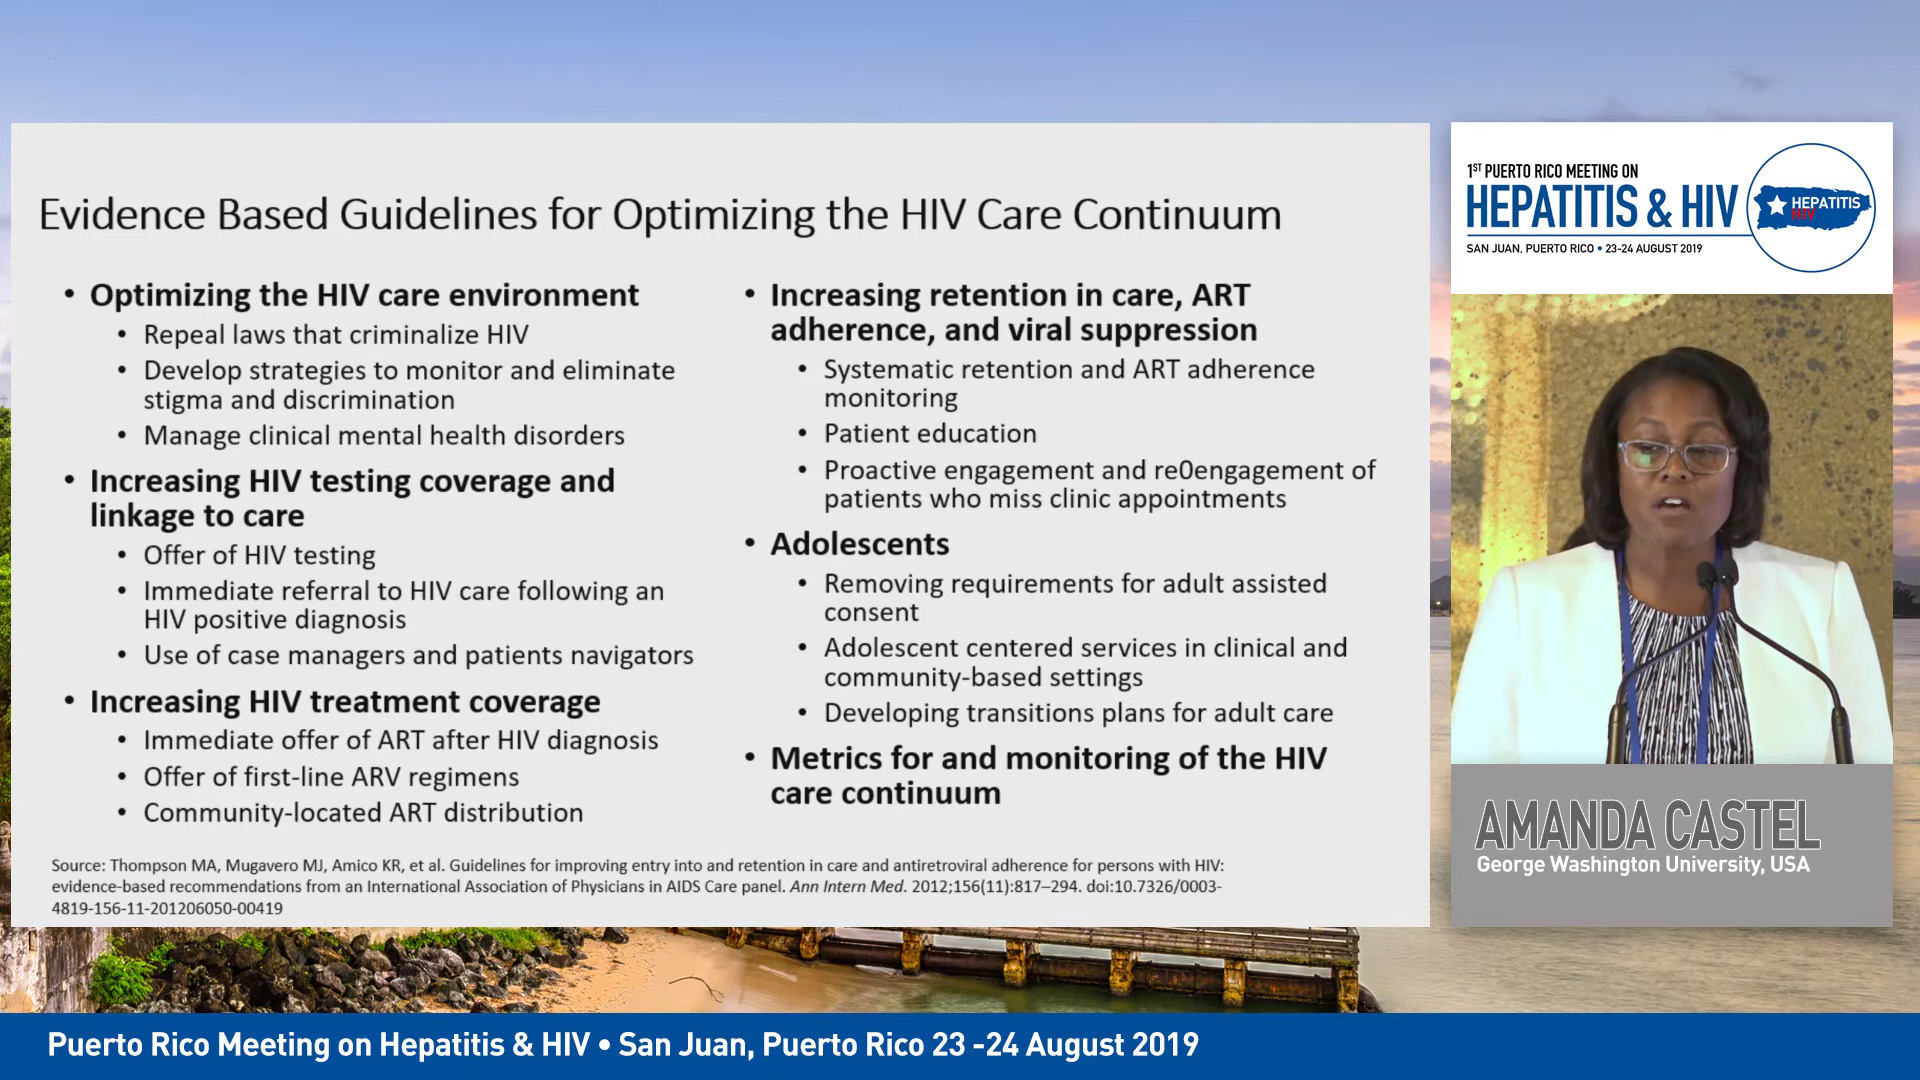 Evidence Based Guidelines for Optimizing the HIV Care Continuum
• Optimizing the HIV care environment
• Repeal laws that criminalize HIV
• Develop strategies to monitor and eliminate
stigma and discrimination
• Manage clinical mental health disorders
• Increasing HIV testing coverage and
linkage to care
• Offer of HIV testing
• Immediate referral to HIV care following an
HIV positive diagnosis
• Use of case managers and patients navigators
• Increasing HIV treatment coverage
• Immediate offer of ART after HIV diagnosis
• Offer of first-line ARV regimens
• Community-located ART distribution
• Increasing retention in care, ART
adherence, and viral suppression
• Systematic retention and ART adherence
monitoring
• Patient education
• Proactive engagement and re0engagement of
patients who miss clinic appointments
• Adolescents
• Removing requirements for adult assisted
consent
• Adolescent centered services in clinical and
community-based settings
• Developing transitions plans for adult care
• Metrics for and monitoring of the HIV
care continuum
Source: Thompson MA, Mugavero MJ, Amico KR, et al. Guidelines for improving entry into and retention in care and antiretroviral adherence for persons with HIV:
evidence-based recommendations from an International Association of Physicians in AIDS Care panel. Ann Intern Med. 2012;156(11):817–294. doi:10.7326/0003-
4819-156-11-201206050-00419
1ST PUERTO RICO MEETING ON
HEPATITIS & HIV
SAN JUAN, PUERTO RICO • 23-24 AUGUST 2019
HEPATITIS
HIV
AMANDA CASTEL
George Washington University, USA
Puerto Rico Meeting on Hepatitis & HIV • San Juan, Puerto Rico 23 -24 August 2019